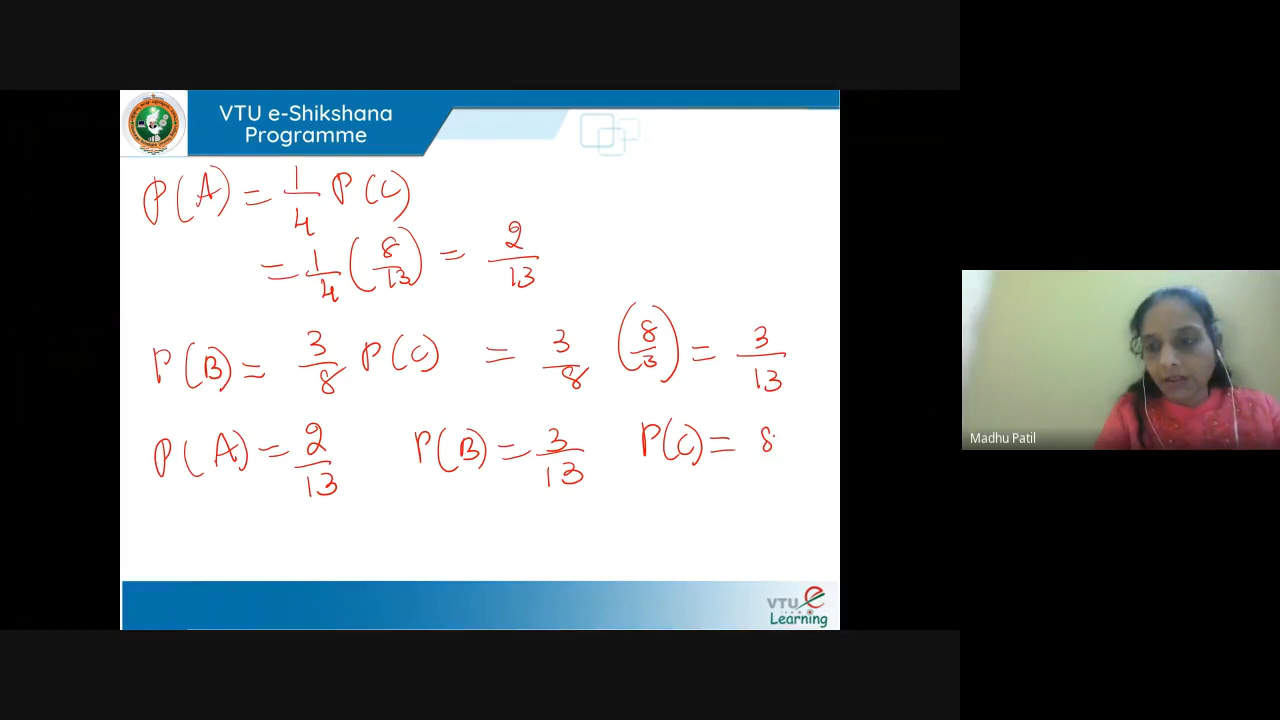 VTU e-Shikshana
Programme
P(A) = 1/4 P(C)
= 1/4 (8/13) = 2/13
P(B) = 3/8 P(C) = 3/8 (8/13) = 3/13
P(A) = 2/13 P(B) = 3/13 P(C) = 8
Madhu Patil
VTU e
Learning